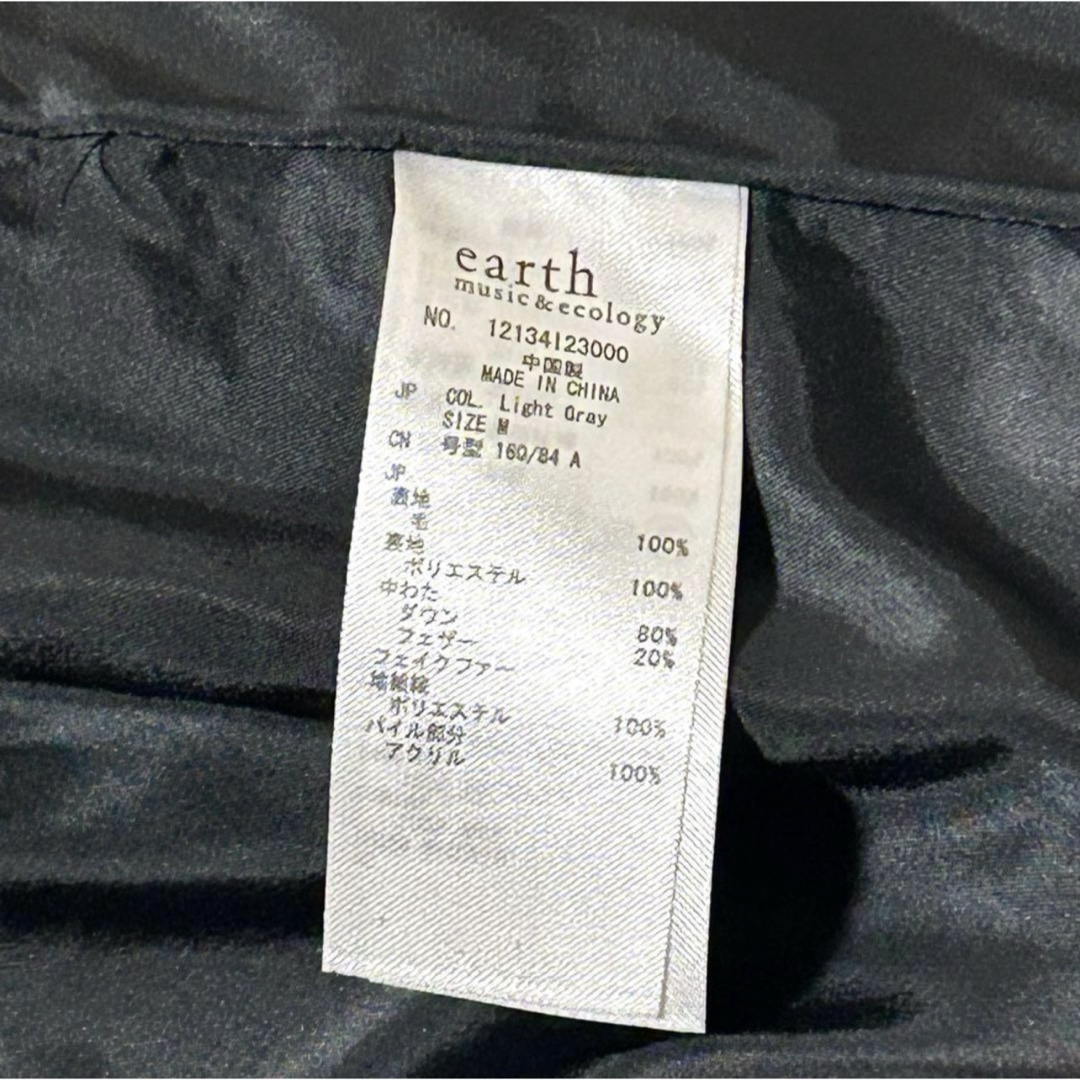 earth
music&ecology
NO. 12134123000
中国製
MADE IN CHINA
JP COL. Light Gray
SIZE M
CN 号型 160/84 A
JP
表地
毛 100%
裏地
ポリエステル 100%
中わた
ダウン 80%
フェザー 20%
フェイクファー
地組織
ポリエステル 100%
パイル部分
アクリル 100%